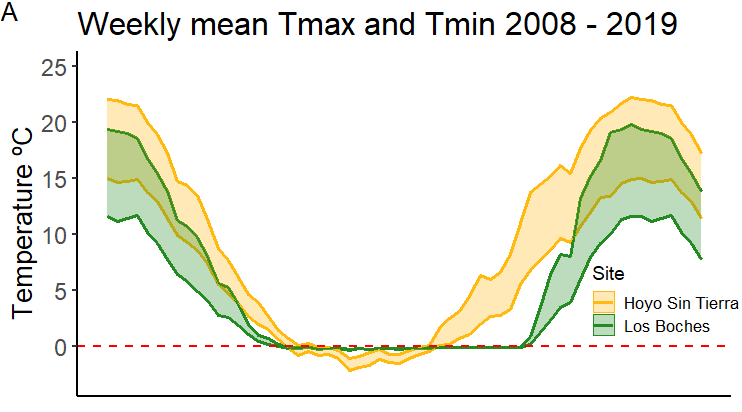 A
Weekly mean Tmax and Tmin 2008 - 2019
Temperature ºC
25
20
15
10
5
0
Site
Hoyo Sin Tierra
Los Boches